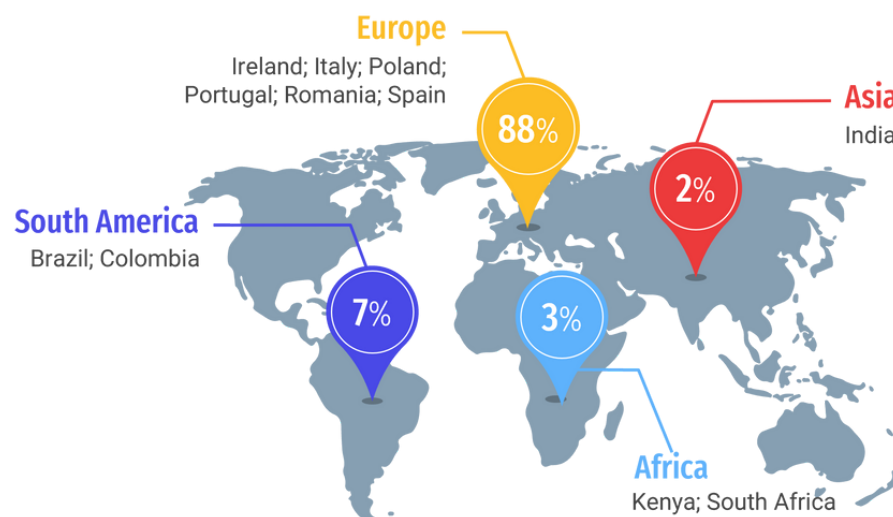 Europe
Ireland; Italy; Poland;
Portugal; Romania; Spain
88%
Asia
India
2%
South America
Brazil; Colombia
7%
3%
Africa
Kenya; South Africa